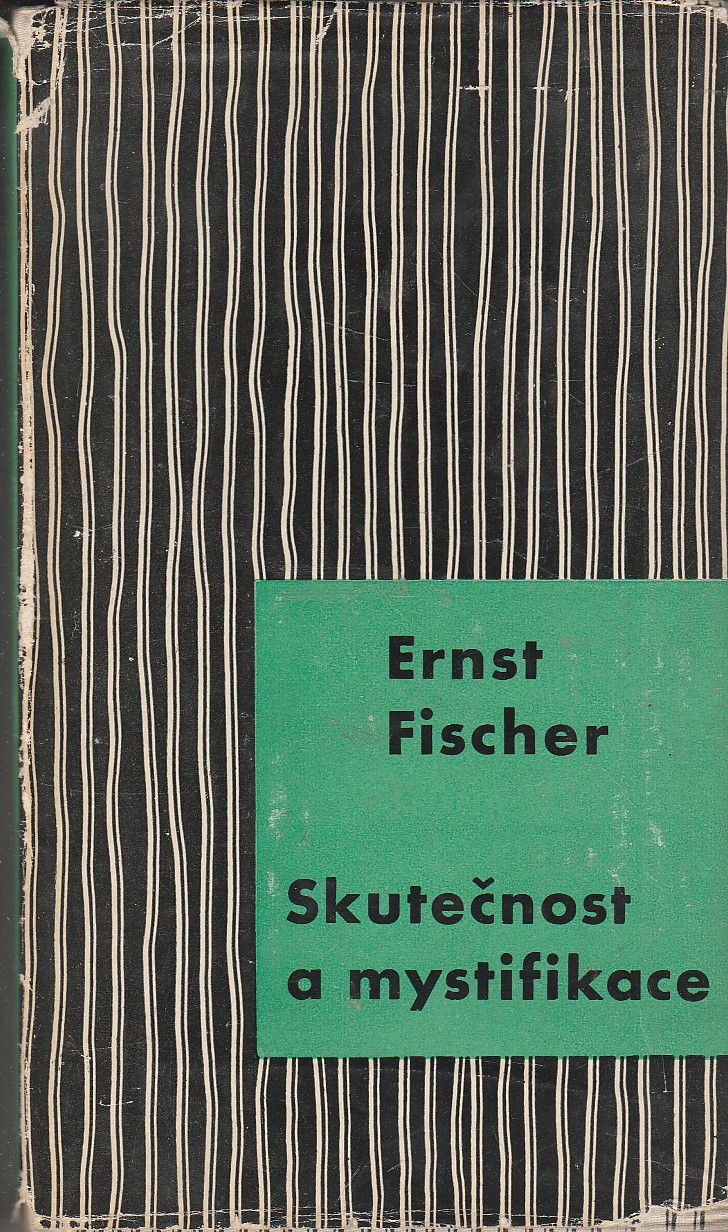 Ernst
Fischer
Skutečnost
a mystifikace